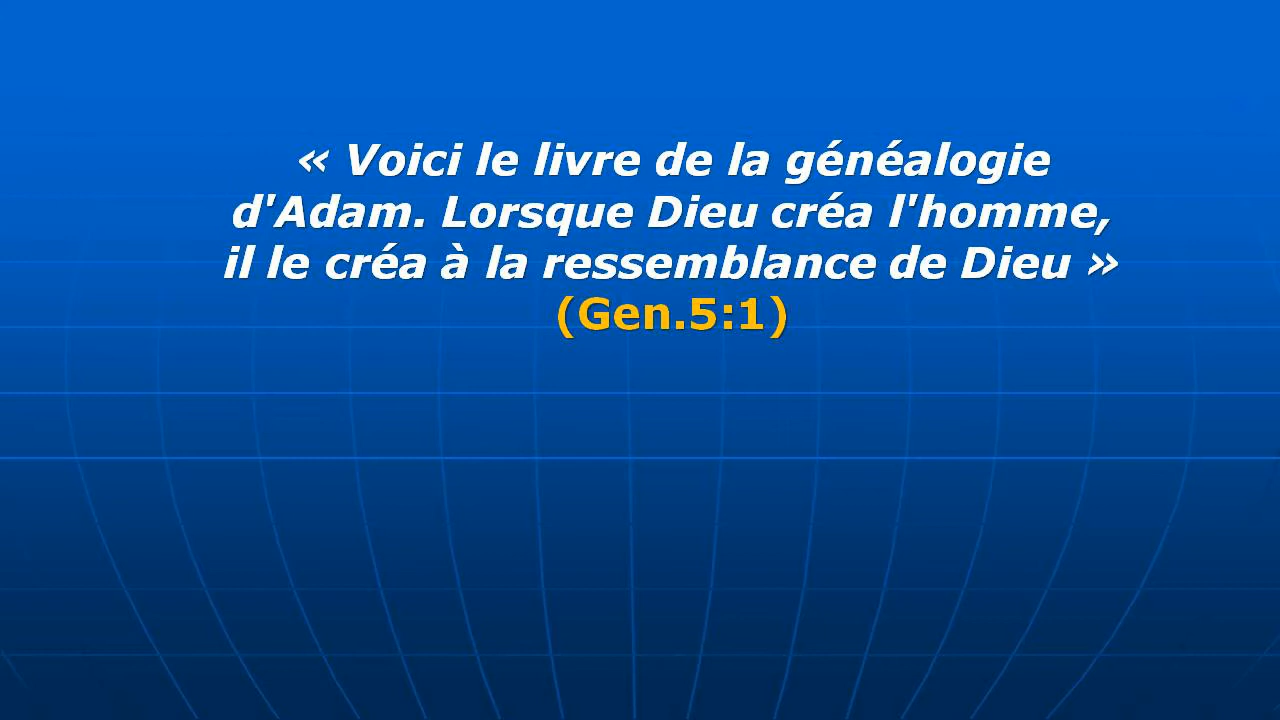 « Voici le livre de la généalogie
d'Adam. Lorsque Dieu créa l'homme,
il le créa à la ressemblance de Dieu »
(Gen.5:1)